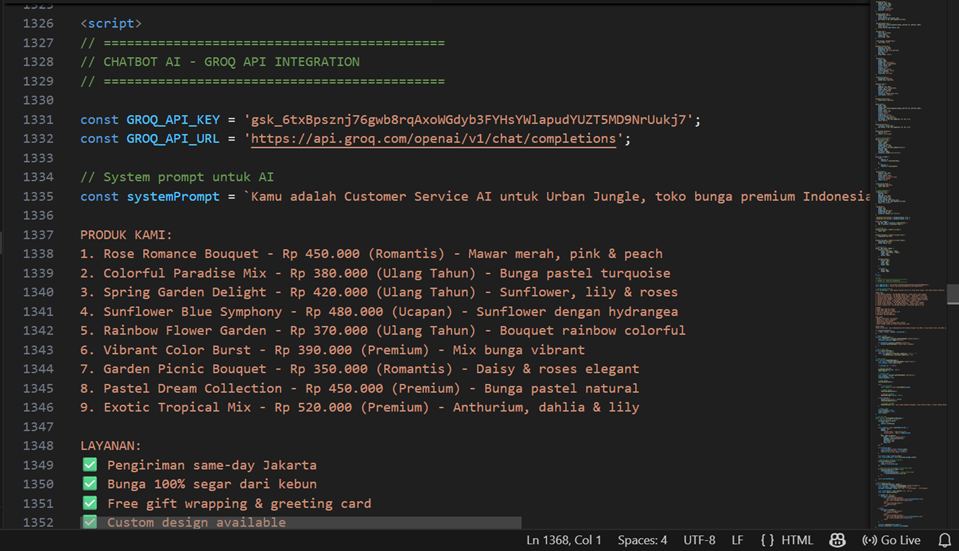 1326 <script>
1327 // ============================================
1328 // CHATBOT AI - GROQ API INTEGRATION
1329 // ============================================
1330
1331 const GROQ_API_KEY = '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';
1332 const GROQ_API_URL = 'https://api.groq.com/openai/v1/chat/completions';
1333
1334 // System prompt untuk AI
1335 const systemPrompt = `Kamu adalah Customer Service AI untuk Urban Jungle, toko bunga premium Indonesia
1336
1337 PRODUK KAMI:
1338 1. Rose Romance Bouquet - Rp 450.000 (Romantis) - Mawar merah, pink & peach
1339 2. Colorful Paradise Mix - Rp 380.000 (Ulang Tahun) - Bunga pastel turquoise
1340 3. Spring Garden Delight - Rp 420.000 (Ulang Tahun) - Sunflower, lily & roses
1341 4. Sunflower Blue Symphony - Rp 480.000 (Ucapan) - Sunflower dengan hydrangea
1342 5. Rainbow Flower Garden - Rp 370.000 (Ulang Tahun) - Bouquet rainbow colorful
1343 6. Vibrant Color Burst - Rp 390.000 (Premium) - Mix bunga vibrant
1344 7. Garden Picnic Bouquet - Rp 350.000 (Romantis) - Daisy & roses elegant
1345 8. Pastel Dream Collection - Rp 450.000 (Premium) - Bunga pastel natural
1346 9. Exotic Tropical Mix - Rp 520.000 (Premium) - Anthurium, dahlia & lily
1347
1348 LAYANAN:
1349 ✅ Pengiriman same-day Jakarta
1350 ✅ Bunga 100% segar dari kebun
1351 ✅ Free gift wrapping & greeting card
1352 ✅ Custom design available
Ln 1368, Col 1 Spaces: 4 UTF-8 LF {} HTML Go Live